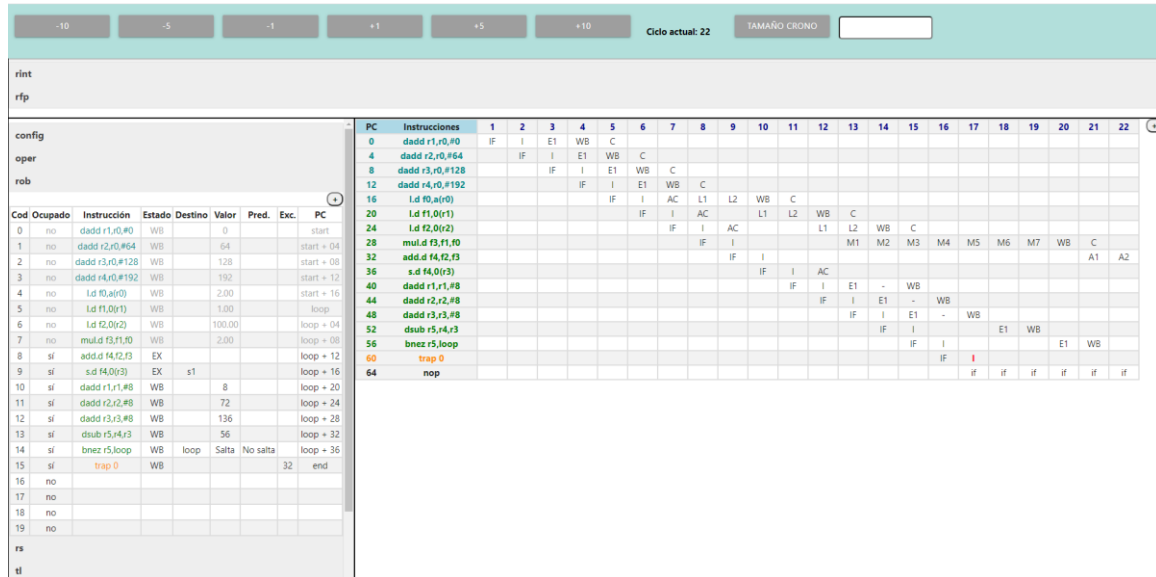 -10 -5 -1 +1 +5 +10 Ciclo actual: 22 TAMAÑO CRONO
rint
rfp
config
oper
rob
+
Cod Ocupado Instrucción Estado Destino Valor Pred. Exc. PC
0 no dadd r1,r0,#0 WB 0 start
1 no dadd r2,r0,#64 WB 64 start + 04
2 no dadd r3,r0,#128 WB 128 start + 08
3 no dadd r4,r0,#192 WB 192 start + 12
4 no l.d f0,a(r0) WB 2.00 start + 16
5 no l.d f1,0(r1) WB 1.00 loop
6 no l.d f2,0(r2) WB 100.00 loop + 04
7 no mul.d f3,f1,f0 WB 2.00 loop + 08
8 sí add.d f4,f2,f3 EX loop + 12
9 sí s.d f4,0(r3) EX s1 loop + 16
10 sí dadd r1,r1,#8 WB 8 loop + 20
11 sí dadd r2,r2,#8 WB 72 loop + 24
12 sí dadd r3,r3,#8 WB 136 loop + 28
13 sí dsub r5,r4,r3 WB 56 loop + 32
14 sí bnez r5,loop WB loop Salta No salta loop + 36
15 sí trap 0 WB 32 end
16 no
17 no
18 no
19 no
rs
tl
PC Instrucciones 1 2 3 4 5 6 7 8 9 10 11 12 13 14 15 16 17 18 19 20 21 22 +
0 dadd r1,r0,#0 IF I E1 WB C
4 dadd r2,r0,#64 IF I E1 WB C
8 dadd r3,r0,#128 IF I E1 WB C
12 dadd r4,r0,#192 IF I E1 WB C
16 l.d f0,a(r0) IF I AC L1 L2 WB C
20 l.d f1,0(r1) IF I AC L1 L2 WB C
24 l.d f2,0(r2) IF I AC L1 L2 WB C
28 mul.d f3,f1,f0 IF I M1 M2 M3 M4 M5 M6 M7 WB C
32 add.d f4,f2,f3 IF I A1 A2
36 s.d f4,0(r3) IF I AC
40 dadd r1,r1,#8 IF I E1 - WB
44 dadd r2,r2,#8 IF I E1 - WB
48 dadd r3,r3,#8 IF I E1 - WB
52 dsub r5,r4,r3 IF I E1 WB
56 bnez r5,loop IF I E1 WB
60 trap 0 IF I
64 nop if if if if if if